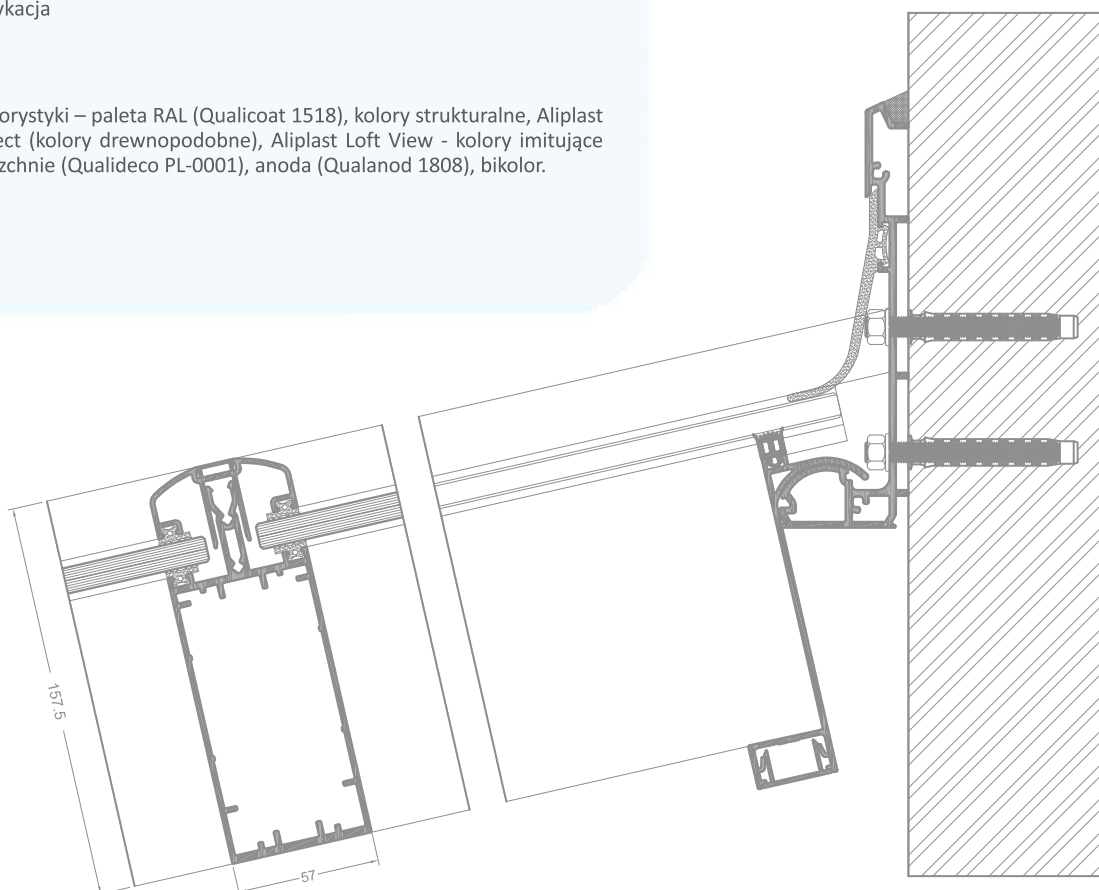 ykacja
orystyki – paleta RAL (Qualicoat 1518), kolory strukturalne, Aliplast
ect (kolory drewnopodobne), Aliplast Loft View - kolory imitujące
zchnie (Qualideco PL-0001), anoda (Qualanod 1808), bikolor.
157.5
57